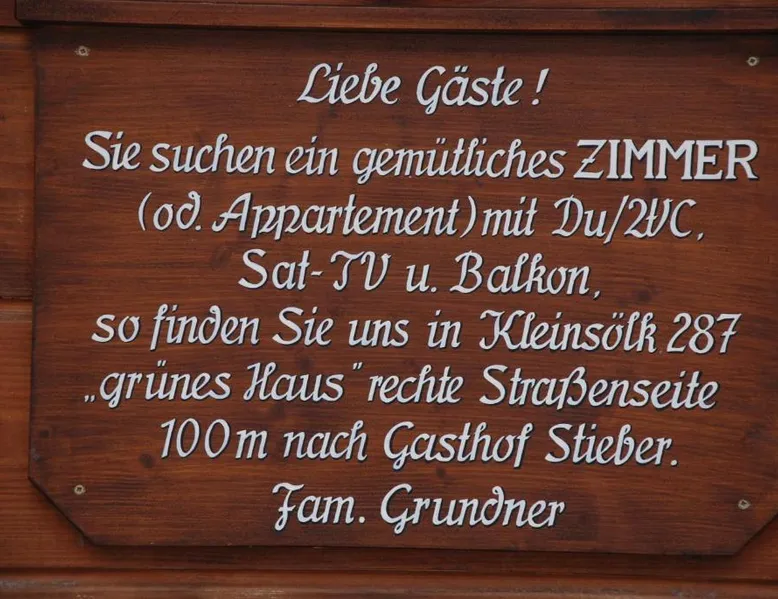 Liebe Gäste!
Sie suchen ein gemütliches ZIMMER
(od. Appartement) mit Du/WC,
Sat-TV u. Balkon,
so finden Sie uns in Kleinsölk 287
„grünes Haus" rechte Straßenseite
100m nach Gasthof Stieber.
Fam. Grundner